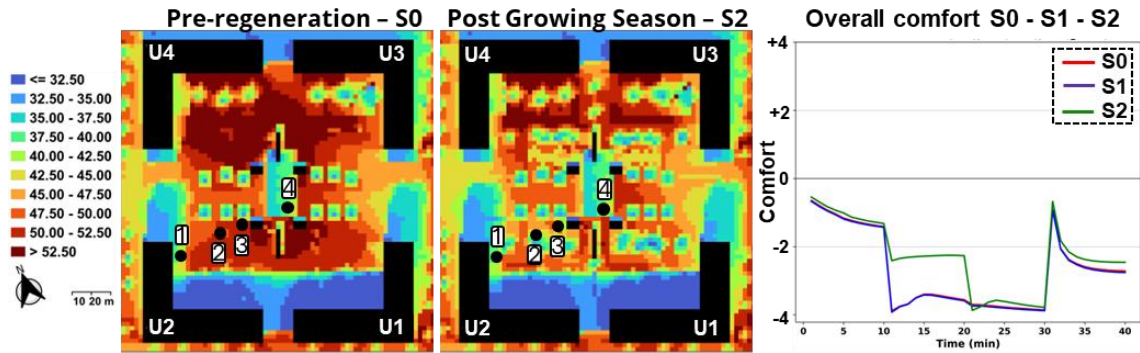 Pre-regeneration – S0
Post Growing Season – S2
Overall comfort S0 - S1 - S2
<= 32.50
32.50 - 35.00
35.00 - 37.50
37.50 - 40.00
40.00 - 42.50
42.50 - 45.00
45.00 - 47.50
47.50 - 50.00
50.00 - 52.50
> 52.50
10 20 m
U4
U3
4
1
2
3
U2
U1
U4
U3
4
1
2
3
U2
U1
+4
+2
0
-2
-4
Comfort
S0
S1
S2
0
5
10
15
20
25
30
35
40
Time (min)